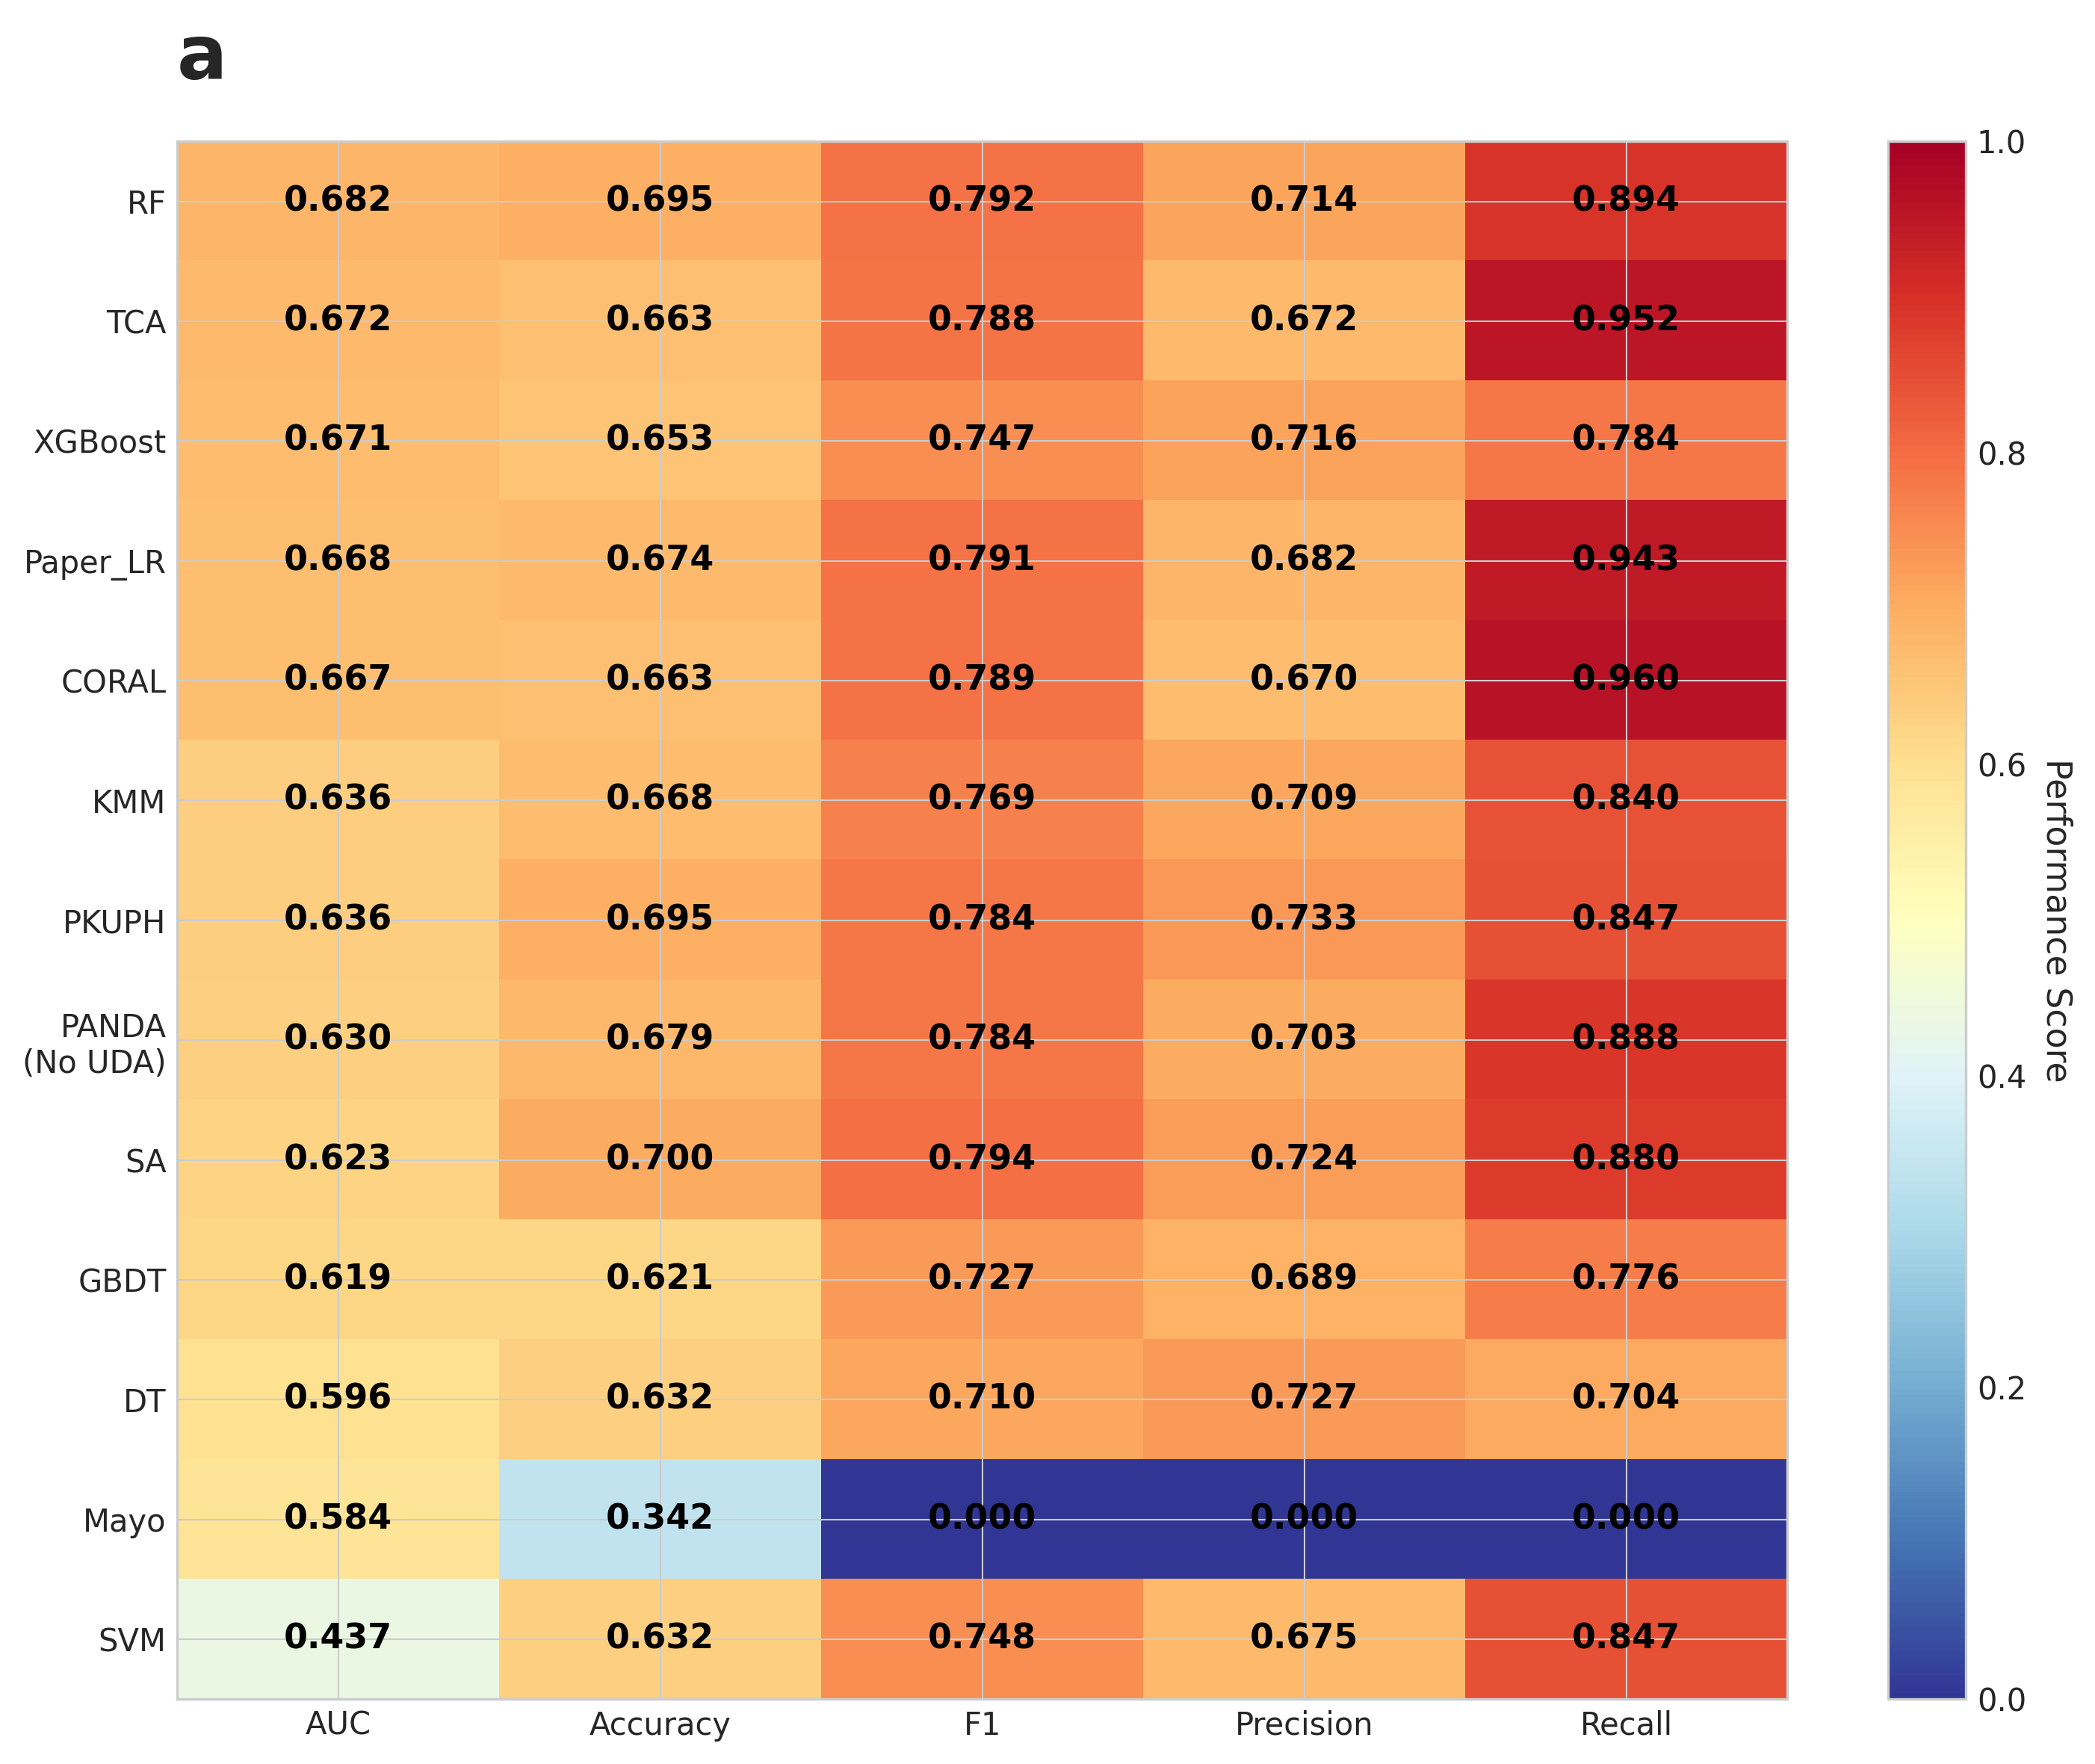 a
RF 0.682 0.695 0.792 0.714 0.894
TCA 0.672 0.663 0.788 0.672 0.952
XGBoost 0.671 0.653 0.747 0.716 0.784
Paper_LR 0.668 0.674 0.791 0.682 0.943
CORAL 0.667 0.663 0.789 0.670 0.960
KMM 0.636 0.668 0.769 0.709 0.840
PKUPH 0.636 0.695 0.784 0.733 0.847
PANDA
(No UDA) 0.630 0.679 0.784 0.703 0.888
SA 0.623 0.700 0.794 0.724 0.880
GBDT 0.619 0.621 0.727 0.689 0.776
DT 0.596 0.632 0.710 0.727 0.704
Mayo 0.584 0.342 0.000 0.000 0.000
SVM 0.437 0.632 0.748 0.675 0.847
AUC Accuracy F1 Precision Recall
1.0
0.8
0.6
0.4
0.2
0.0
Performance Score